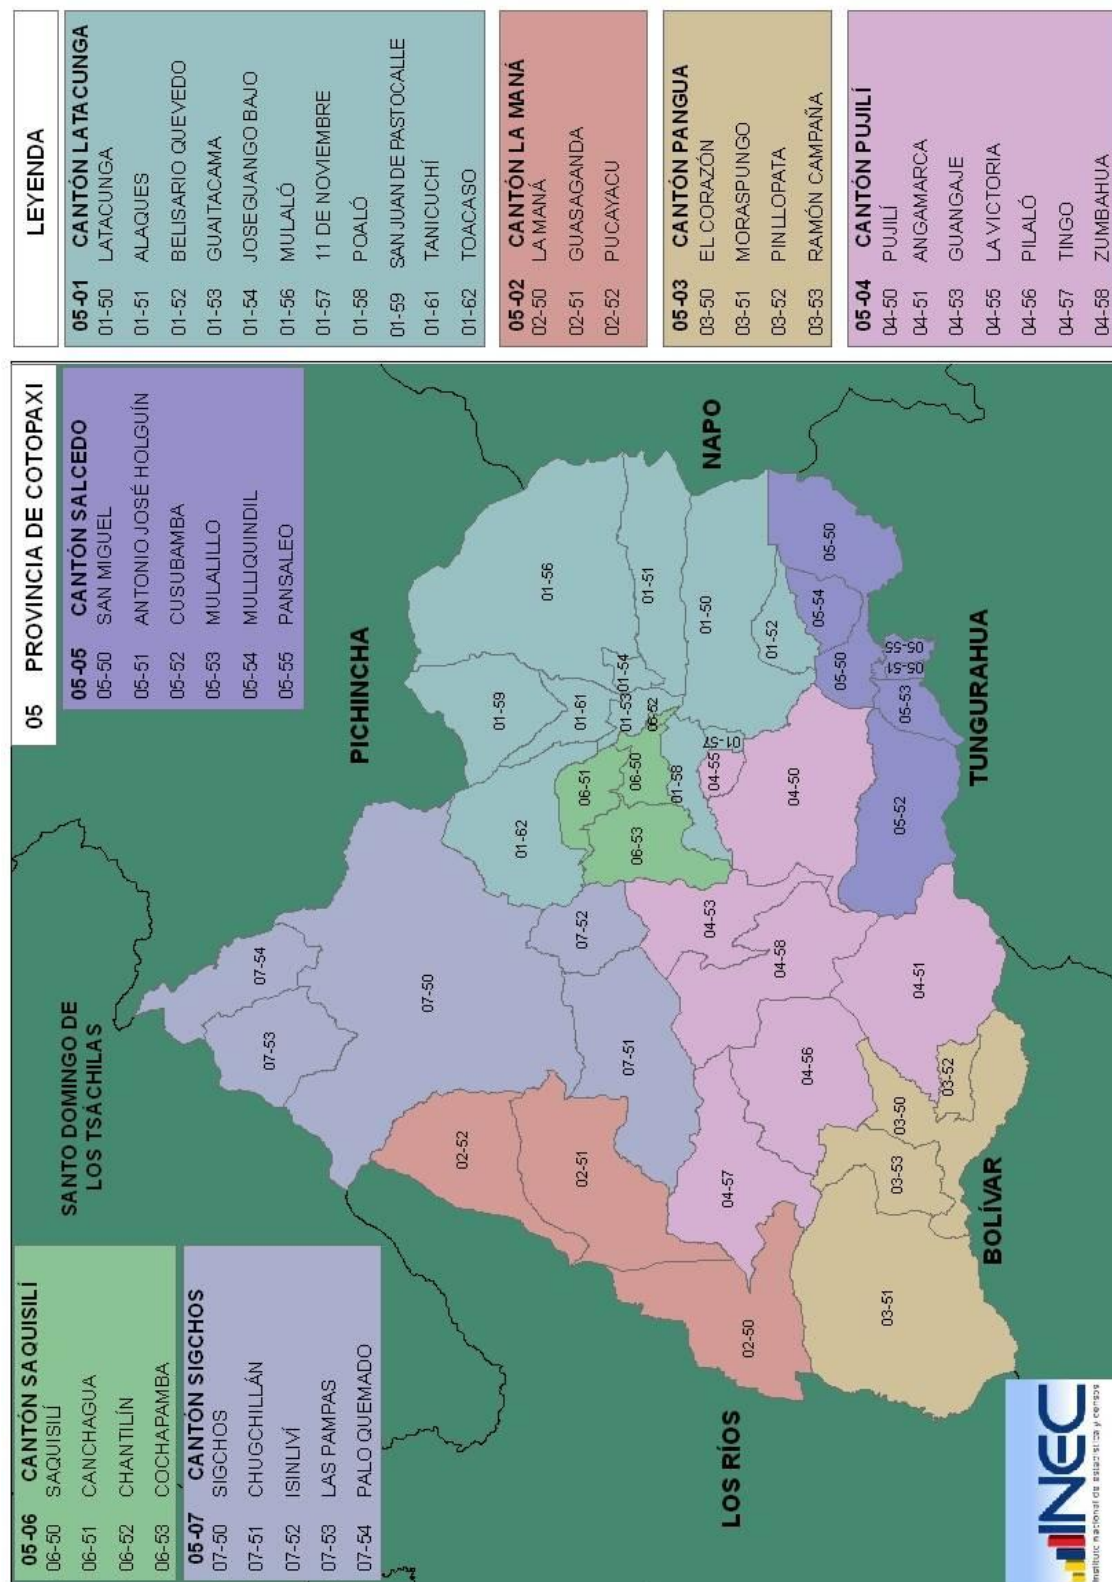 05 PROVINCIA DE COTOPAXI
LEYENDA
05-06 CANTÓN SAQUISILÍ
06-50 SAQUISILÍ
06-51 CANCHAGUA
06-52 CHANTILÍN
06-53 COCHAPAMBA
05-07 CANTÓN SIGCHOS
07-50 SIGCHOS
07-51 CHUGCHILLÁN
07-52 ISINLIVÍ
07-53 LAS PAMPAS
07-54 PALO QUEMADO
05-05 CANTÓN SALCEDO
05-50 SAN MIGUEL
05-51 ANTONIO JOSÉ HOLGUÍN
05-52 CUSUBAMBA
05-53 MULALILLO
05-54 MULLIQUINDIL
05-55 PANSALEO
05-01 CANTÓN LATACUNGA
01-50 LATACUNGA
01-51 ALAQUES
01-52 BELISARIO QUEVEDO
01-53 GUAITACAMA
01-54 JOSEGUANGO BAJO
01-56 MULALÓ
01-57 11 DE NOVIEMBRE
01-58 POALÓ
01-59 SAN JUAN DE PASTOCALLE
01-61 TANICUCHÍ
01-62 TOACASO
05-02 CANTÓN LA MANÁ
02-50 LA MANÁ
02-51 GUASAGANDA
02-52 PUCAYACU
05-03 CANTÓN PANGUA
03-50 EL CORAZÓN
03-51 MORASPUNGO
03-52 PINLLOPATA
03-53 RAMÓN CAMPAÑA
05-04 CANTÓN PUJILÍ
04-50 PUJILÍ
04-51 ANGAMARCA
04-53 GUANGAJE
04-55 LA VICTORIA
04-56 PILALÓ
04-57 TINGO
04-58 ZUMBAHUA
SANTO DOMINGO DE
LOS TSÁCHILAS
PICHINCHA
NAPO
TUNGURAHUA
BOLÍVAR
LOS RÍOS
07-54
07-53
07-50
07-52
07-51
02-52
02-51
02-50
01-62
01-59
01-61
01-56
01-54
01-53
01-51
01-50
01-52
01-58
01-57
06-51
06-50
06-52
06-53
04-55
04-50
04-53
04-58
04-51
04-56
04-57
05-50
05-54
05-50
05-55
05-51
05-53
05-52
03-52
03-50
03-53
03-51
INEC
Instituto nacional de estadística y censos